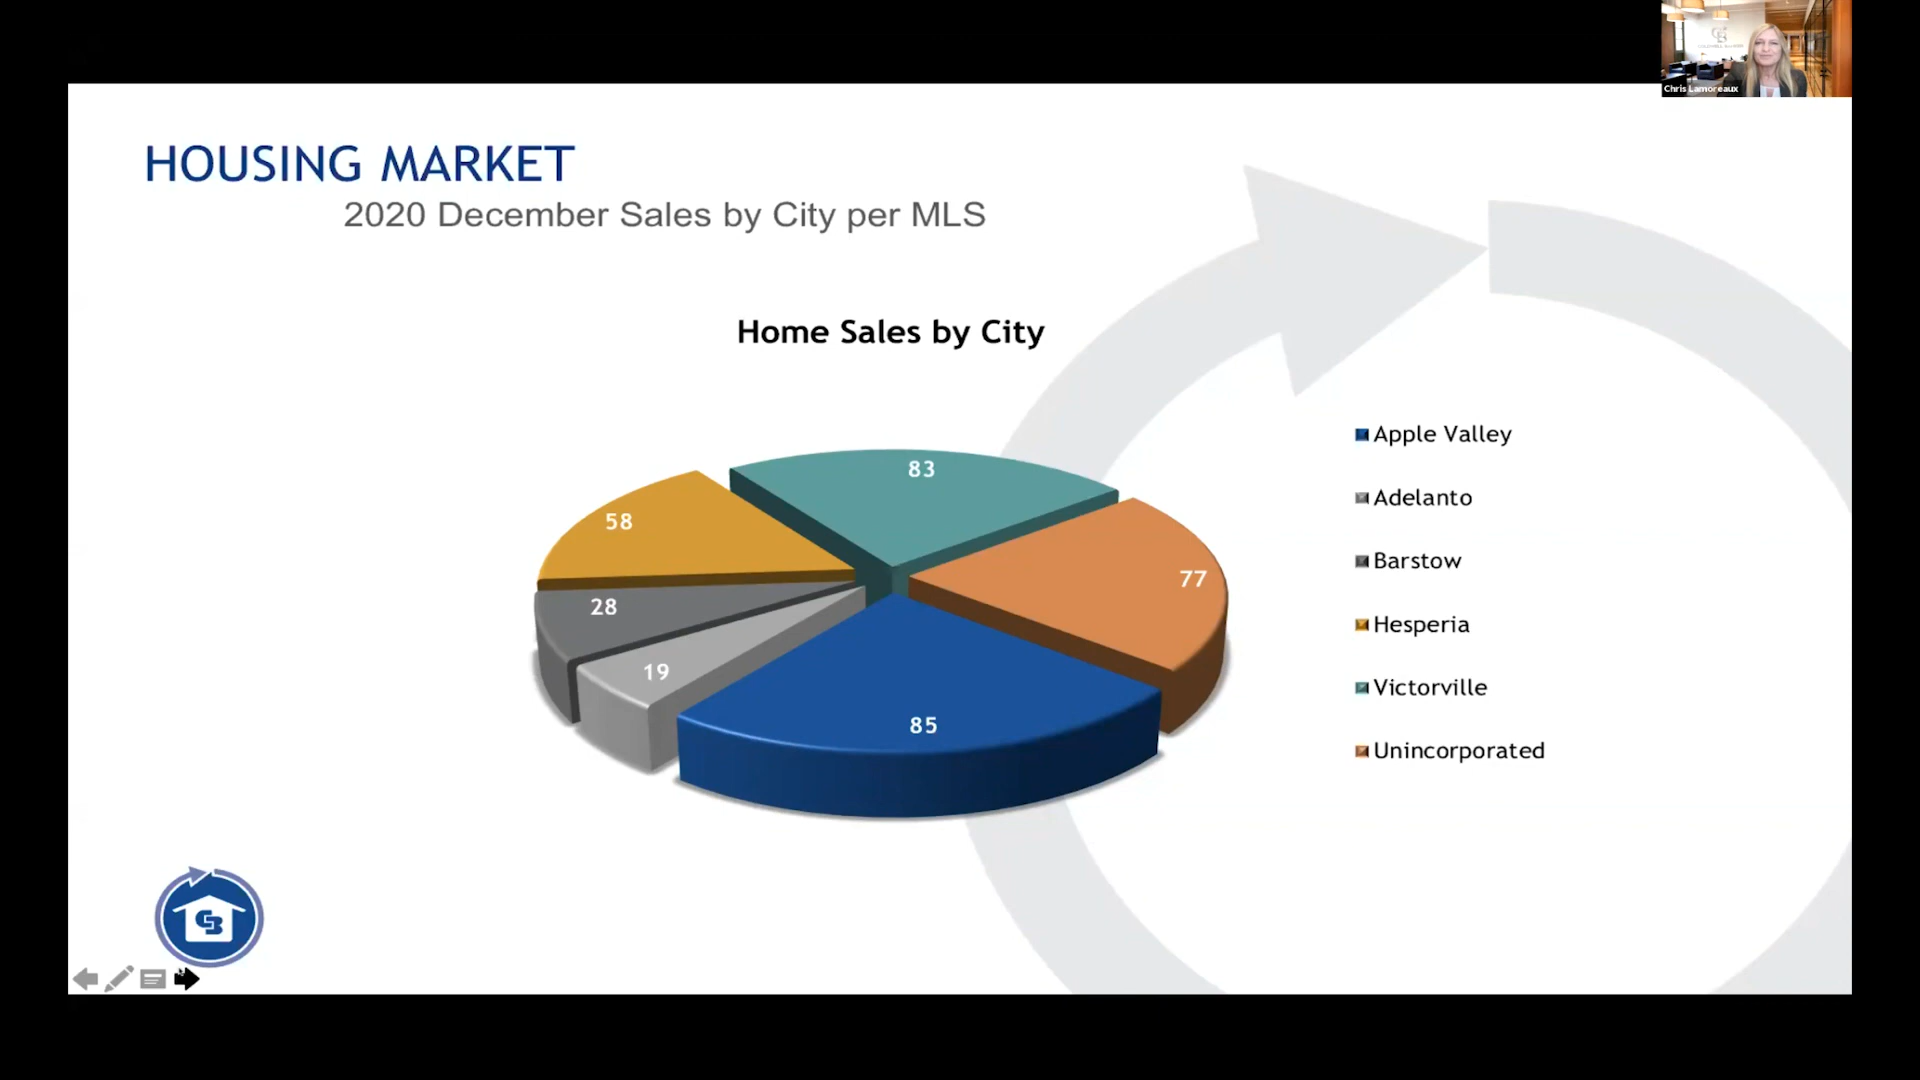 Chris Lamoreaux
HOUSING MARKET
2020 December Sales by City per MLS
Home Sales by City
83
58
77
28
19
85
Apple Valley
Adelanto
Barstow
Hesperia
Victorville
Unincorporated
CB